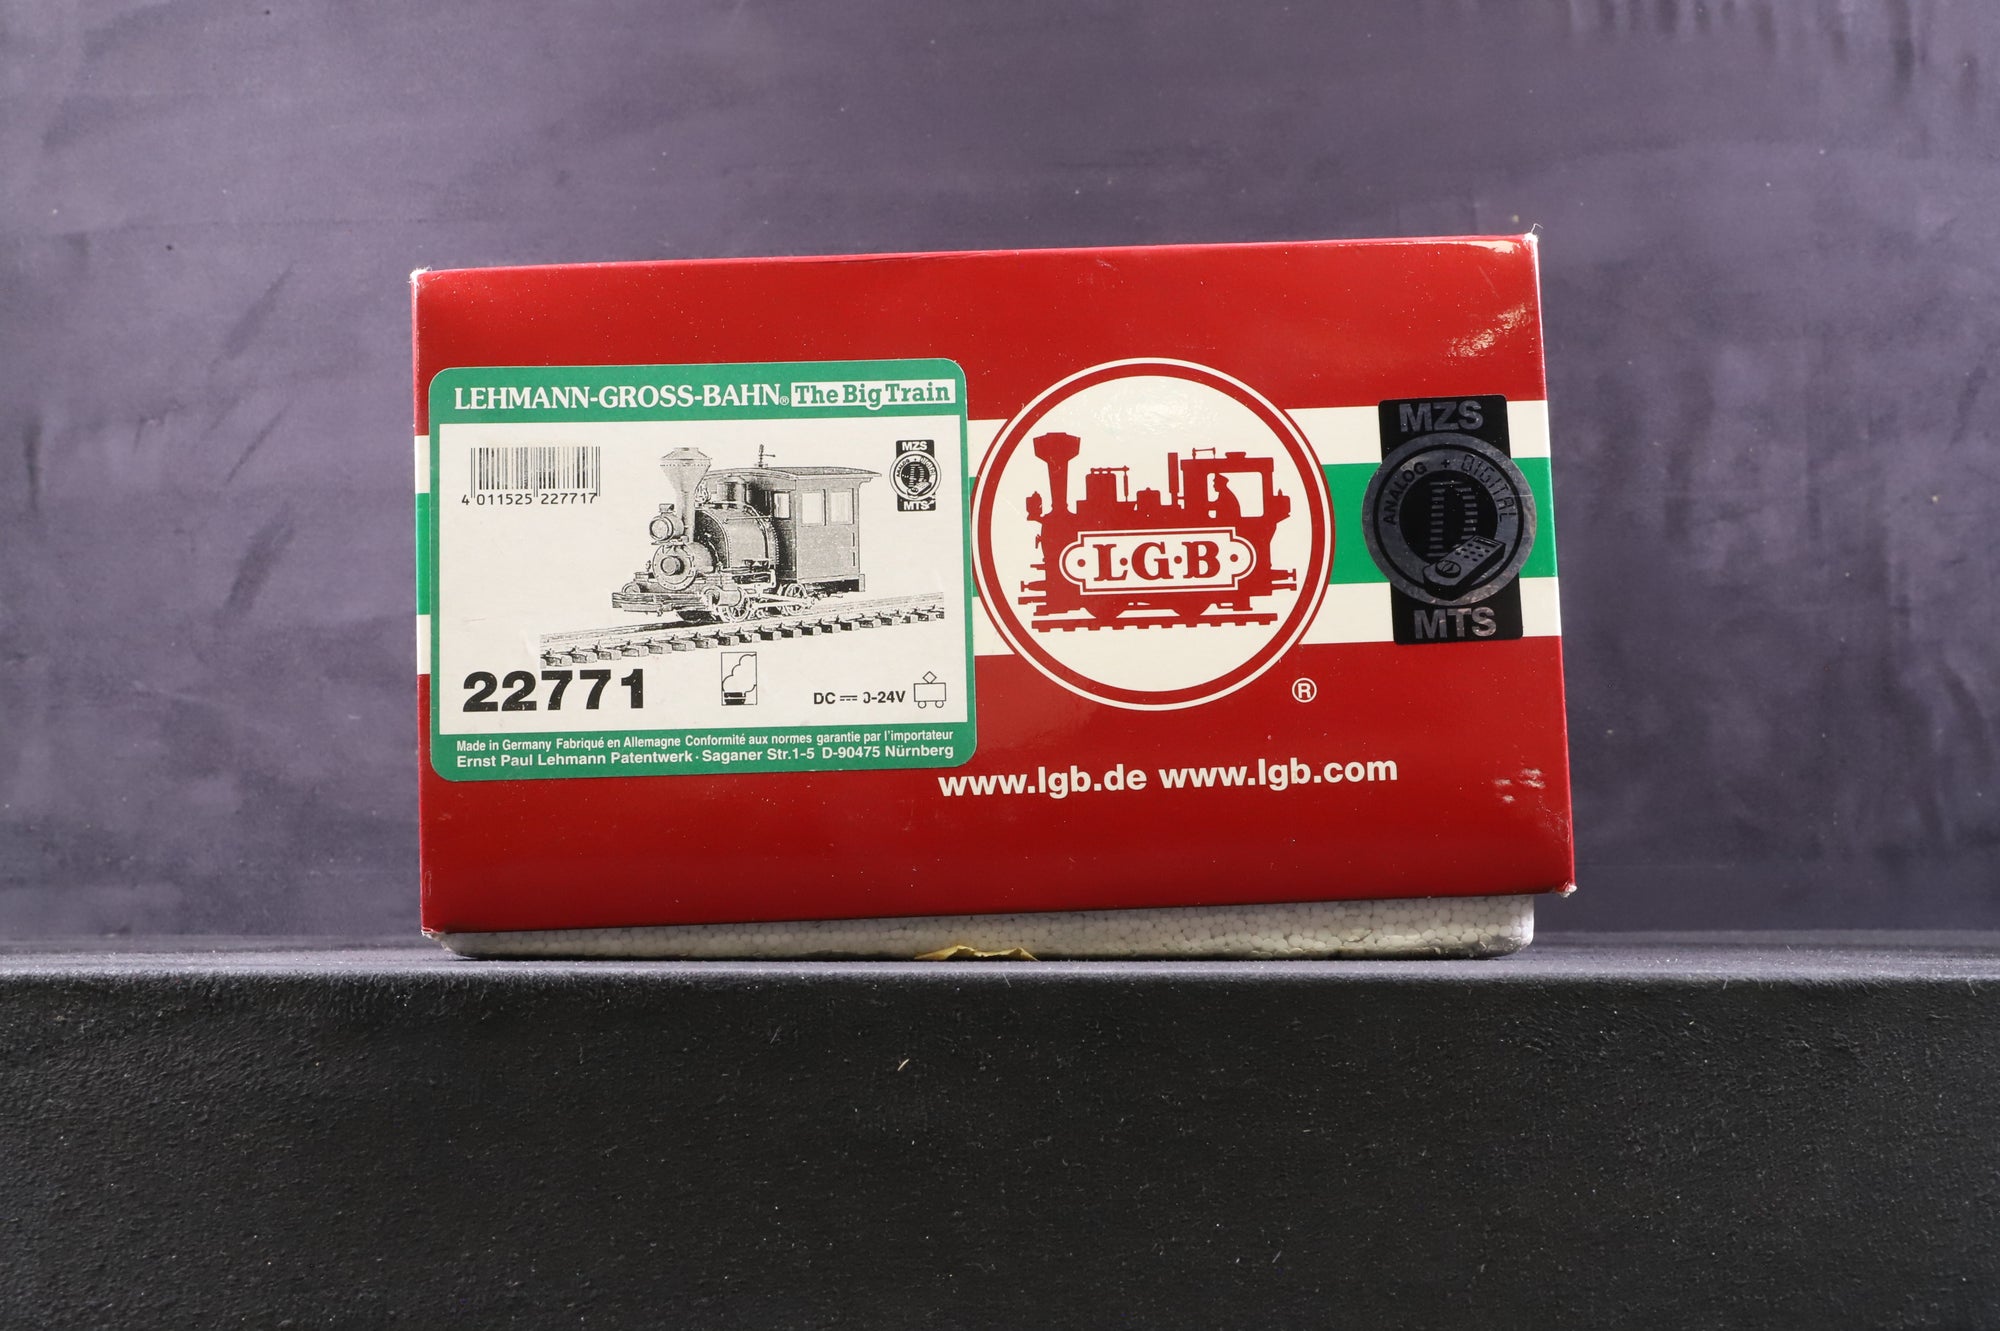 LEHMANN-GROSS-BAHN® The Big Train
4 011525 227717
MZS
MTS
22771
DC 0-24V
Made in Germany Fabriqué en Allemagne Conformité aux normes garantie par l'importateur
Ernst Paul Lehmann Patentwerk · Saganer Str.1-5 D-90475 Nürnberg
L·G·B
®
MZS
ANALOG + DIGITAL
MTS
www.lgb.de www.lgb.com